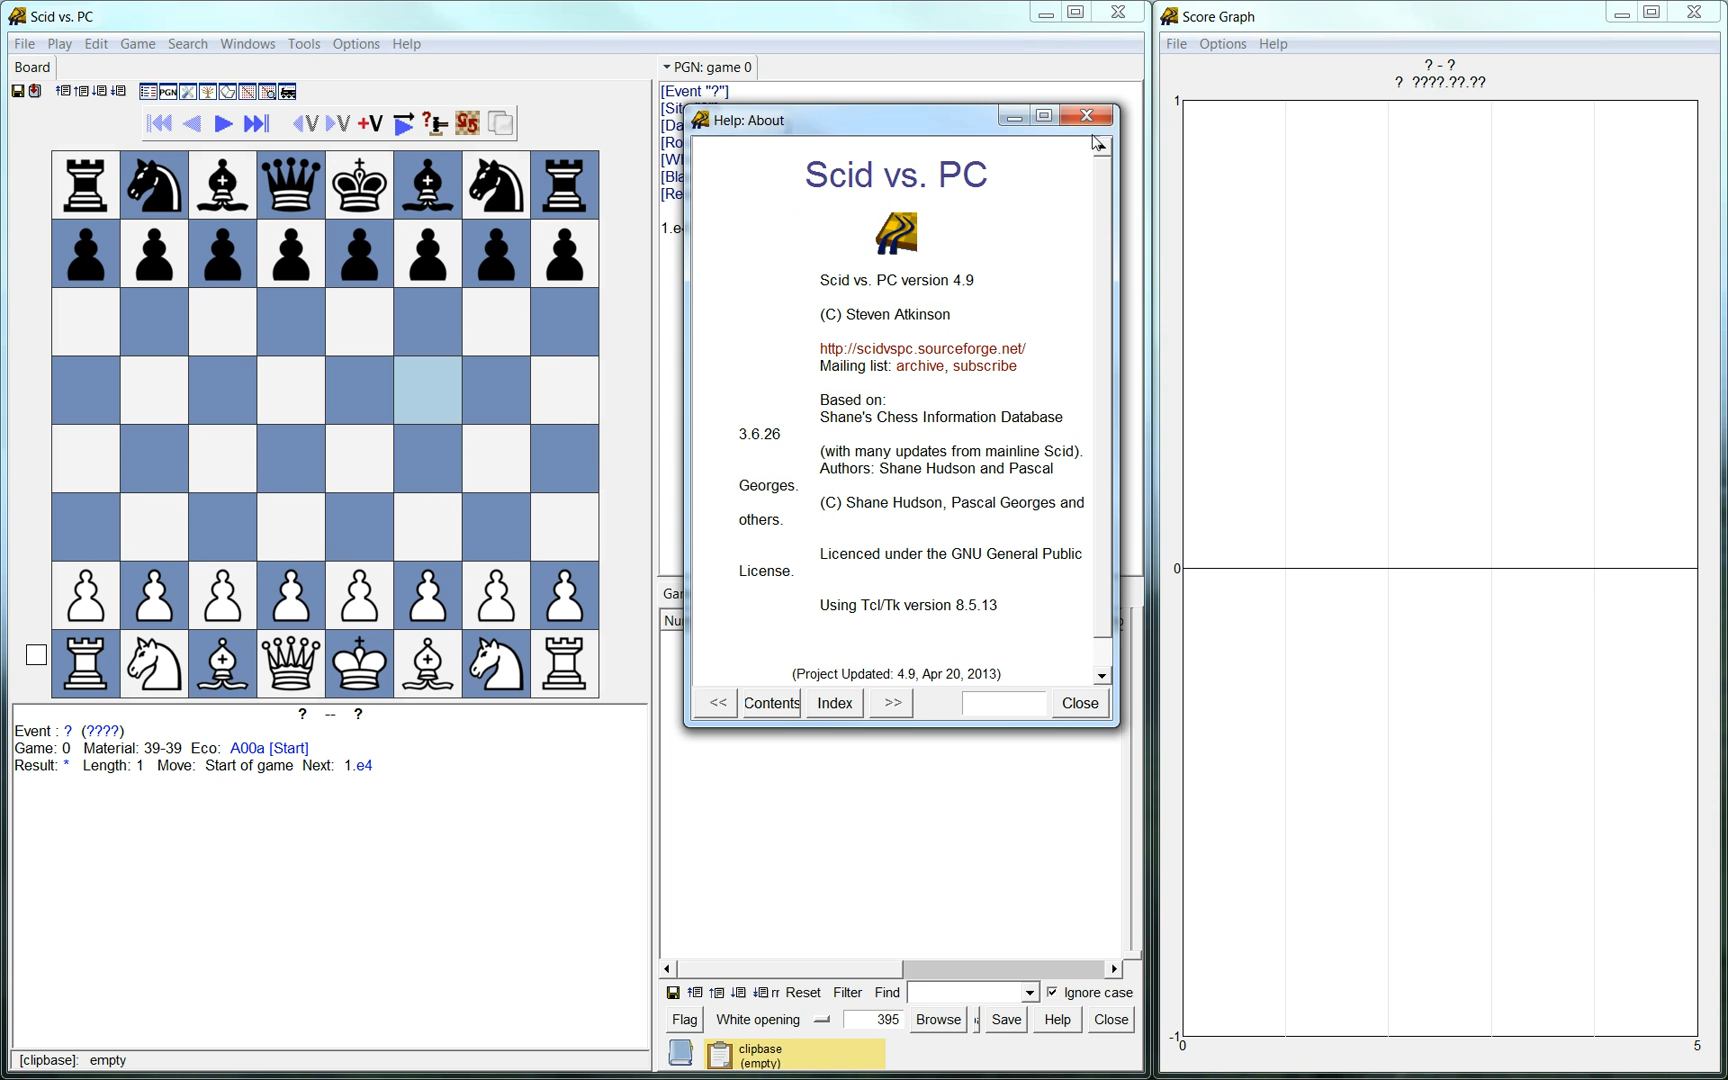 Scid vs. PC
File Play Edit Game Search Windows Tools Options Help
Board
PGN
? -- ?
Event : ? (????)
Game: 0 Material: 39-39 Eco: A00a [Start]
Result: * Length: 1 Move: Start of game Next: 1.e4
[clipbase]: empty
PGN: game 0
[Event "?"]
[Sit
[Da
[Ro
[Bla
[Re
1.e
Help: About
Scid vs. PC
Scid vs. PC version 4.9
(C) Steven Atkinson
http://scidvspc.sourceforge.net/
Mailing list: archive, subscribe
Based on:
Shane's Chess Information Database
3.6.26
(with many updates from mainline Scid).
Authors: Shane Hudson and Pascal
Georges.
(C) Shane Hudson, Pascal Georges and
others.
Licenced under the GNU General Public
License.
Using Tcl/Tk version 8.5.13
(Project Updated: 4.9, Apr 20, 2013)
<< Contents Index >> Close
Reset Filter Find Ignore case
Flag White opening 395 Browse Save Help Close
clipbase
(empty)
Score Graph
File Options Help
? - ?
? ????.??.??
1
0
-1
0 5